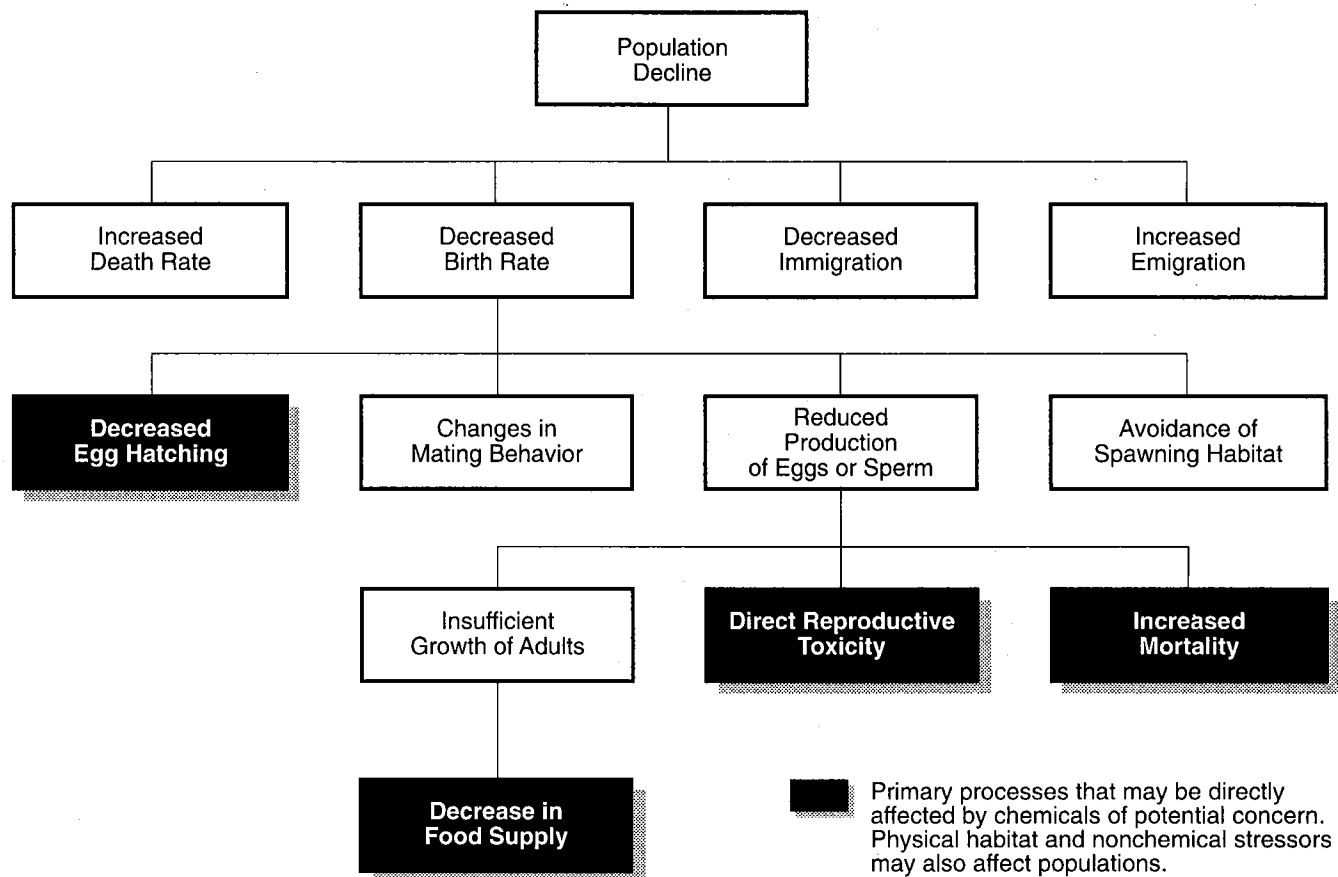 Population
Decline
Increased
Death Rate
Decreased
Birth Rate
Decreased
Immigration
Increased
Emigration
Decreased
Egg Hatching
Changes in
Mating Behavior
Reduced
Production
of Eggs or Sperm
Avoidance of
Spawning Habitat
Insufficient
Growth of Adults
Direct Reproductive
Toxicity
Increased
Mortality
Decrease in
Food Supply
Primary processes that may be directly
affected by chemicals of potential concern.
Physical habitat and nonchemical stressors
may also affect populations.